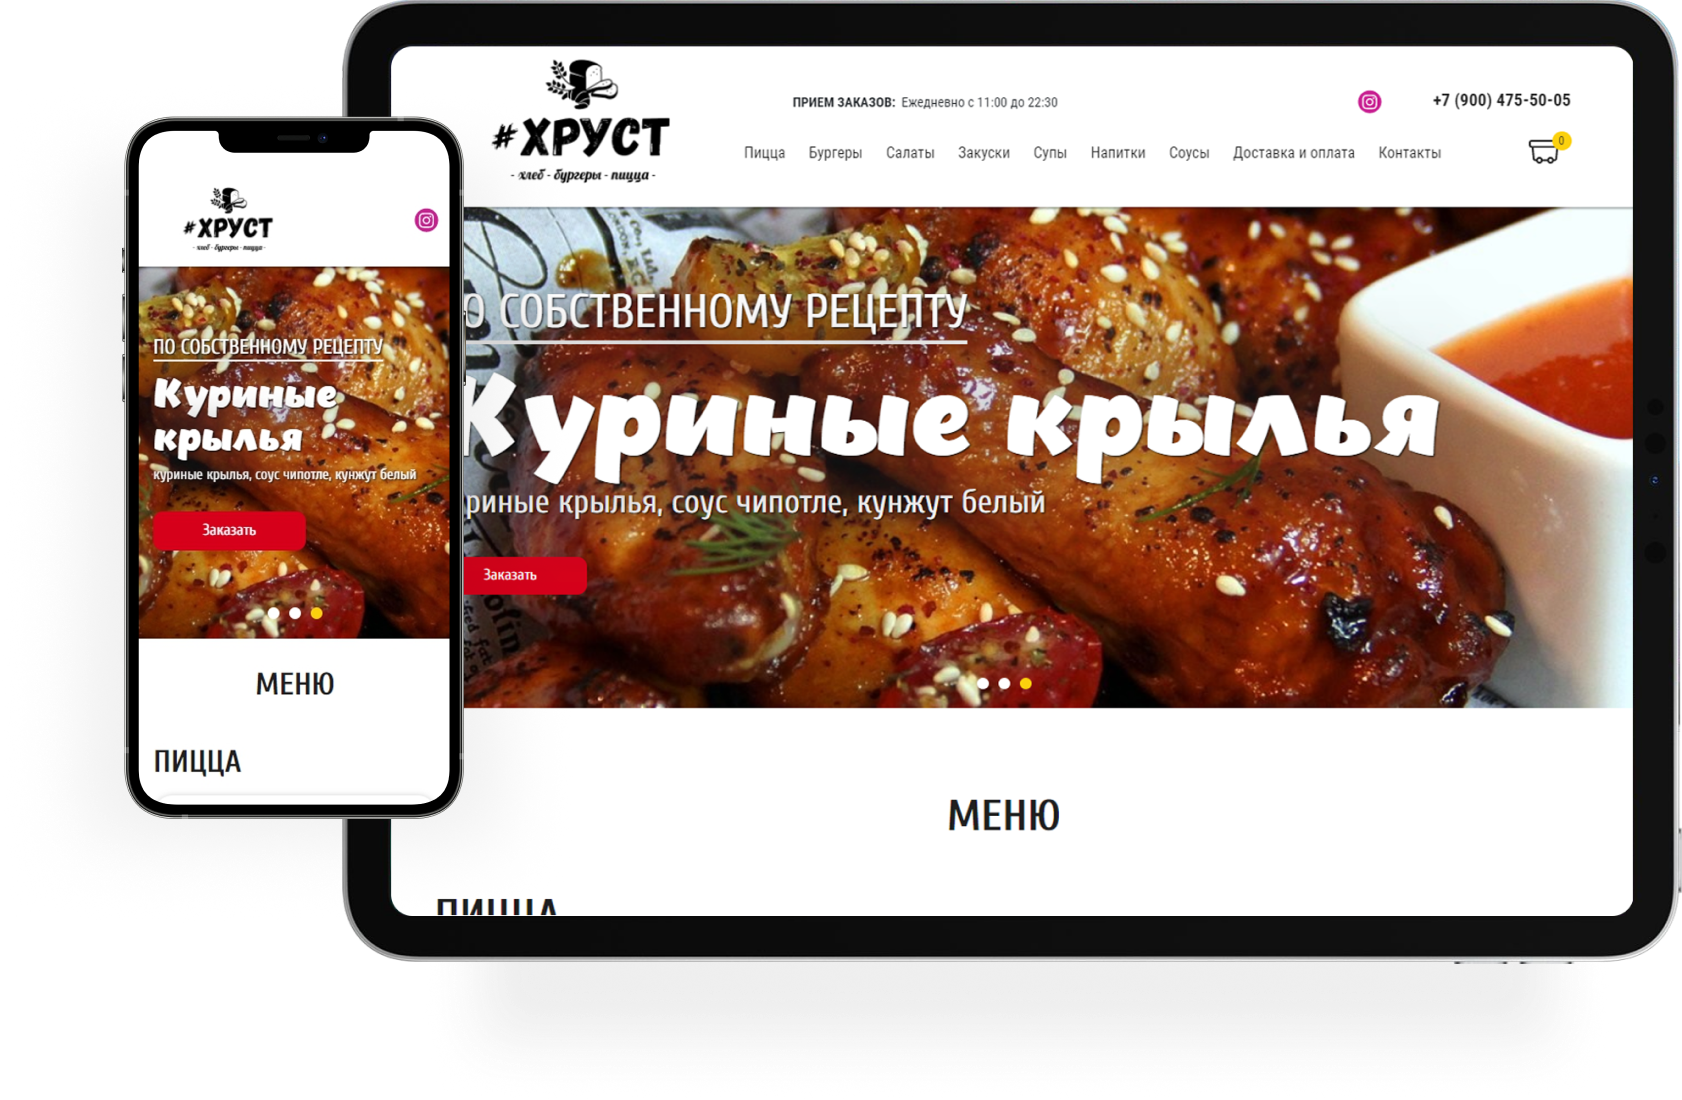 #ХРУСТ
- хлеб - бургеры - пицца -
ПРИЕМ ЗАКАЗОВ: Ежедневно с 11:00 до 22:30
+7 (900) 475-50-05
Пицца Бургеры Салаты Закуски Супы Напитки Соусы Доставка и оплата Контакты
0
О СОБСТВЕННОМУ РЕЦЕПТУ
Куриные крылья
риные крылья, соус чипотле, кунжут белый
Заказать
МЕНЮ
ПИЦЦА
#ХРУСТ
- хлеб - бургеры - пицца -
ПО СОБСТВЕННОМУ РЕЦЕПТУ
Куриные
крылья
куриные крылья, соус чипотле, кунжут белый
Заказать
МЕНЮ
ПИЦЦА